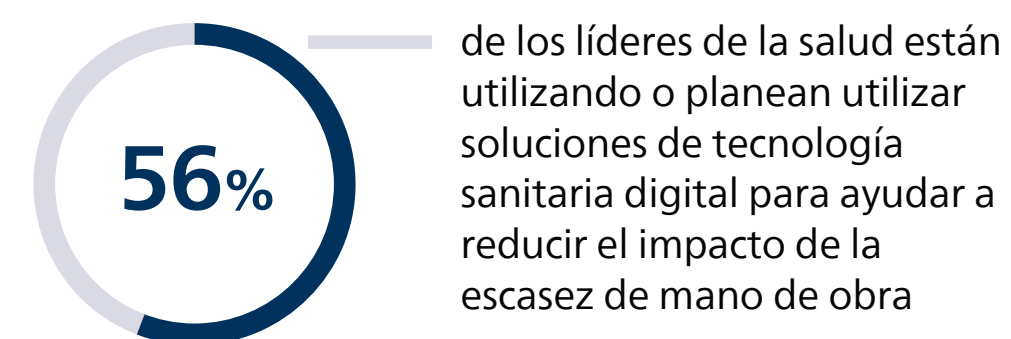 56%
de los líderes de la salud están
utilizando o planean utilizar
soluciones de tecnología
sanitaria digital para ayudar a
reducir el impacto de la
escasez de mano de obra